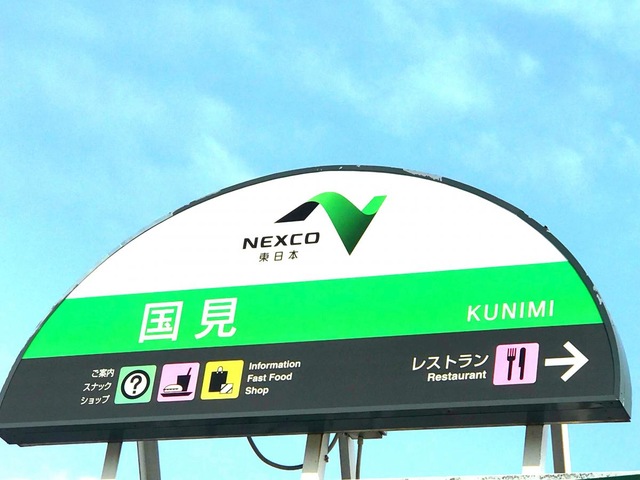 NEXCO
東日本
国見
KUNIMI
ご案内
スナック
ショップ
?
Information
Fast Food
Shop
レストラン
Restaurant